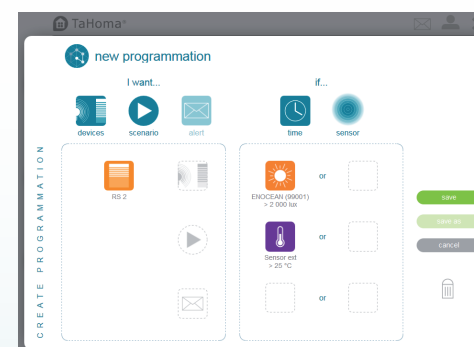 TaHoma®
new programmation
I want...
if...
devices
scenario
alert
time
sensor
CREATE PROGRAMMATION
RS 2
ENOCEAN (99001)
> 2 000 lux
or
Sensor ext
> 25 °C
or
or
save
save as
cancel